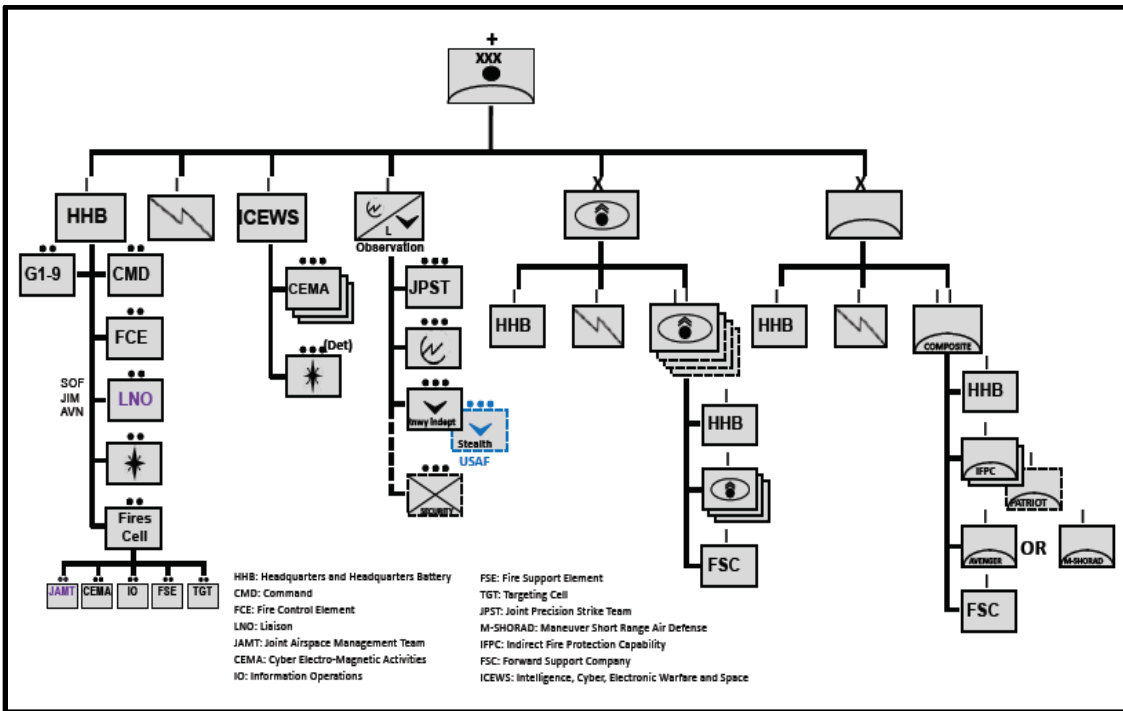 +
XXX
X
X
HHB
ICEWS
L
Observation
G1-9
CMD
CEMA
JPST
HHB
HHB
COMPOSITE
FCE
(Det)
SOF
JIM
AVN
LNO
Rnwy Indept
Stealth
USAF
HHB
HHB
IFPC
PATRIOT
SECURITY
Fires
Cell
FSC
AVENGER
OR
M-SHORAD
FSC
JAMT
CEMA
IO
FSE
TGT
HHB: Headquarters and Headquarters Battery
CMD: Command
FCE: Fire Control Element
LNO: Liaison
JAMT: Joint Airspace Management Team
CEMA: Cyber Electro-Magnetic Activities
IO: Information Operations
FSE: Fire Support Element
TGT: Targeting Cell
JPST: Joint Precision Strike Team
M-SHORAD: Maneuver Short Range Air Defense
IFPC: Indirect Fire Protection Capability
FSC: Forward Support Company
ICEWS: Intelligence, Cyber, Electronic Warfare and Space